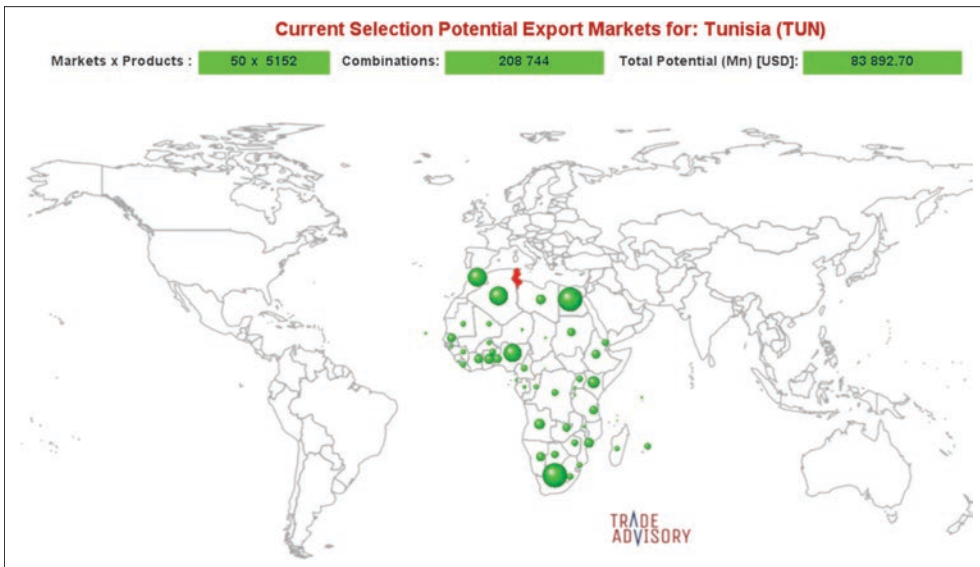 Current Selection Potential Export Markets for: Tunisia (TUN)
Markets x Products : 50 x 5152 Combinations: 208 744 Total Potential (Mn) [USD]: 83 892.70
TRADE
ADVISORY